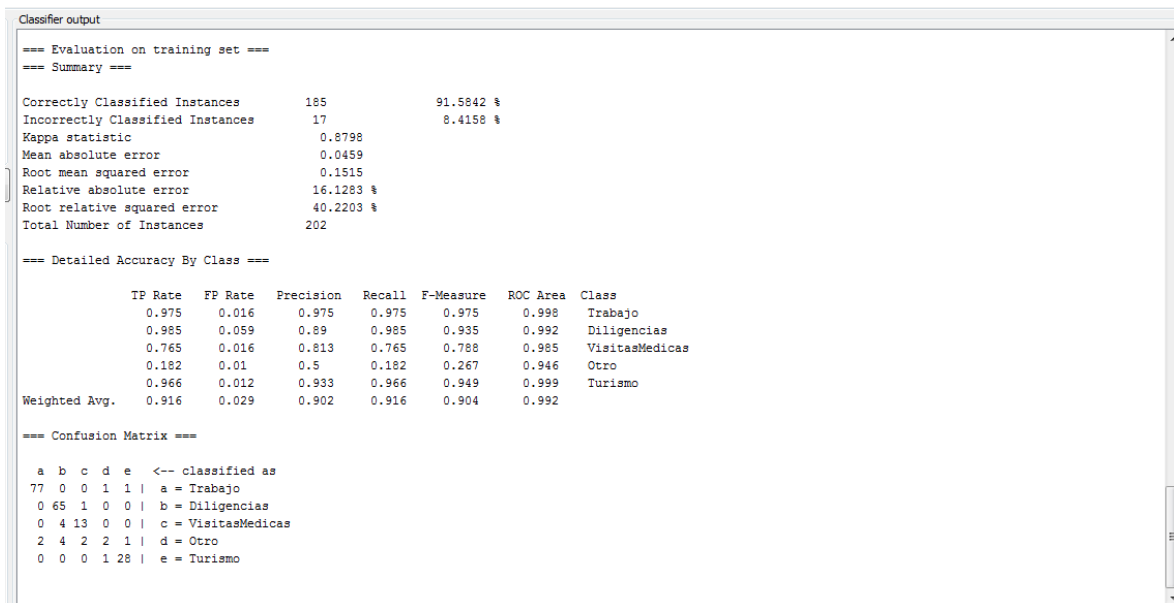 Classifier output
=== Evaluation on training set ===
=== Summary ===
Correctly Classified Instances 185 91.5842 %
Incorrectly Classified Instances 17 8.4158 %
Kappa statistic 0.8798
Mean absolute error 0.0459
Root mean squared error 0.1515
Relative absolute error 16.1283 %
Root relative squared error 40.2203 %
Total Number of Instances 202
=== Detailed Accuracy By Class ===
TP Rate FP Rate Precision Recall F-Measure ROC Area Class
0.975 0.016 0.975 0.975 0.975 0.998 Trabajo
0.985 0.059 0.89 0.985 0.935 0.992 Diligencias
0.765 0.016 0.813 0.765 0.788 0.985 VisitasMedicas
0.182 0.01 0.5 0.182 0.267 0.946 Otro
0.966 0.012 0.933 0.966 0.949 0.999 Turismo
Weighted Avg. 0.916 0.029 0.902 0.916 0.904 0.992
=== Confusion Matrix ===
a b c d e <-- classified as
77 0 0 1 1 | a = Trabajo
0 65 1 0 0 | b = Diligencias
0 4 13 0 0 | c = VisitasMedicas
2 4 2 2 1 | d = Otro
0 0 0 1 28 | e = Turismo